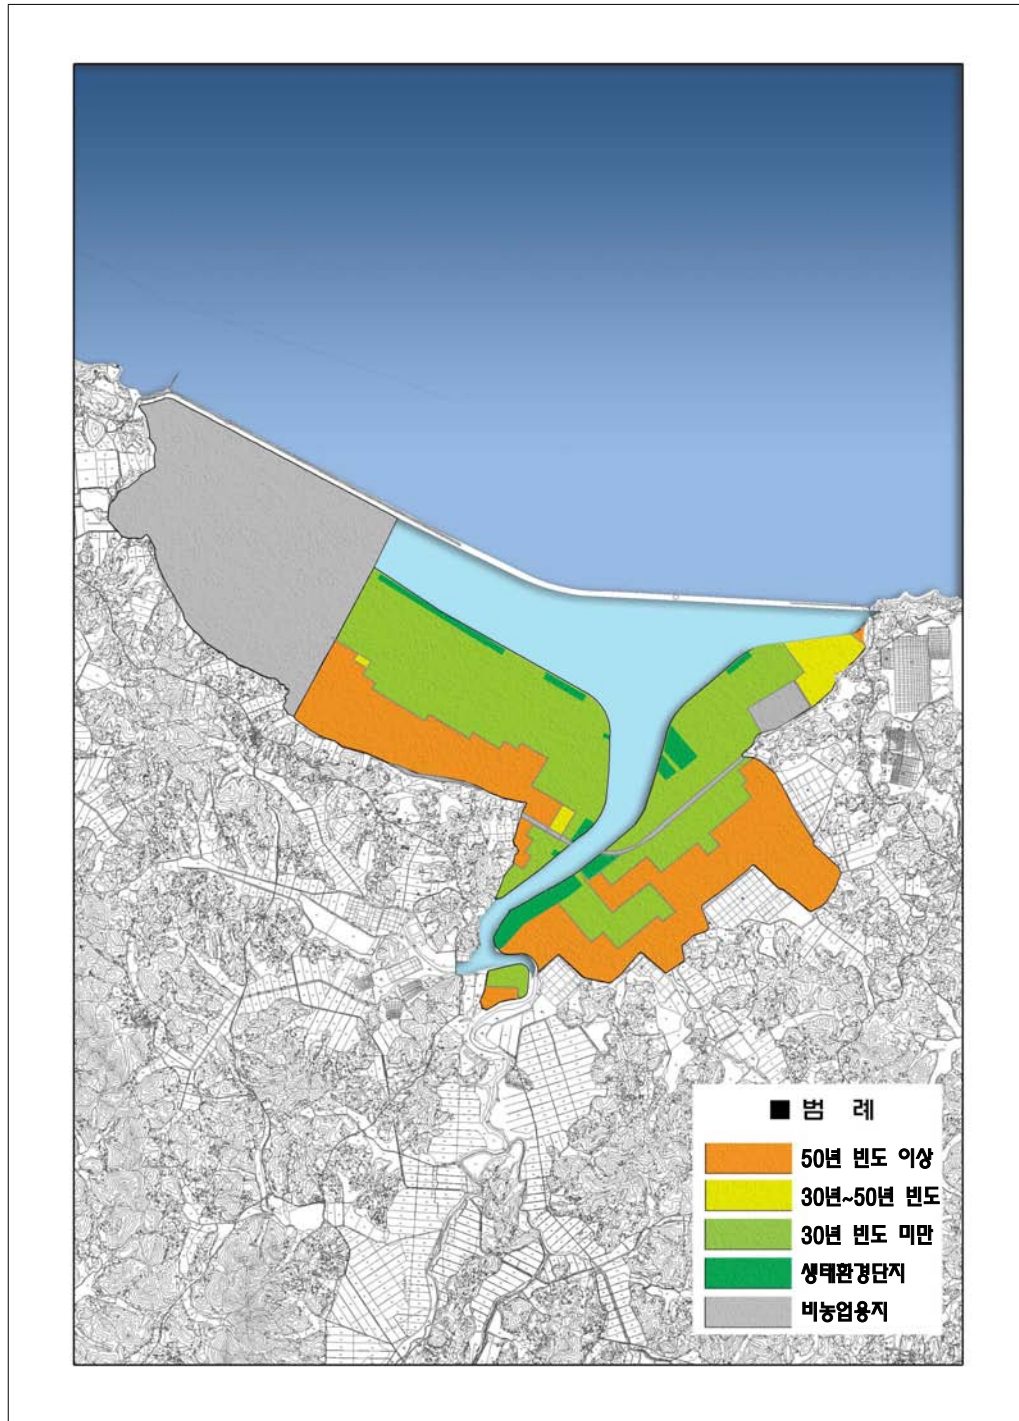 ■ 범 례
50년 빈도 이상
30년~50년 빈도
30년 빈도 미만
생태환경단지
비농업용지